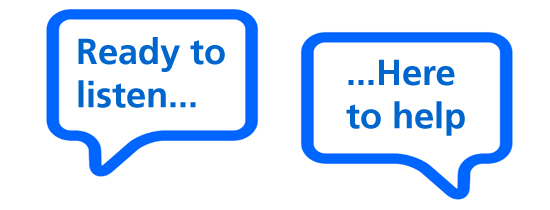 Ready to
listen...
...Here
to help